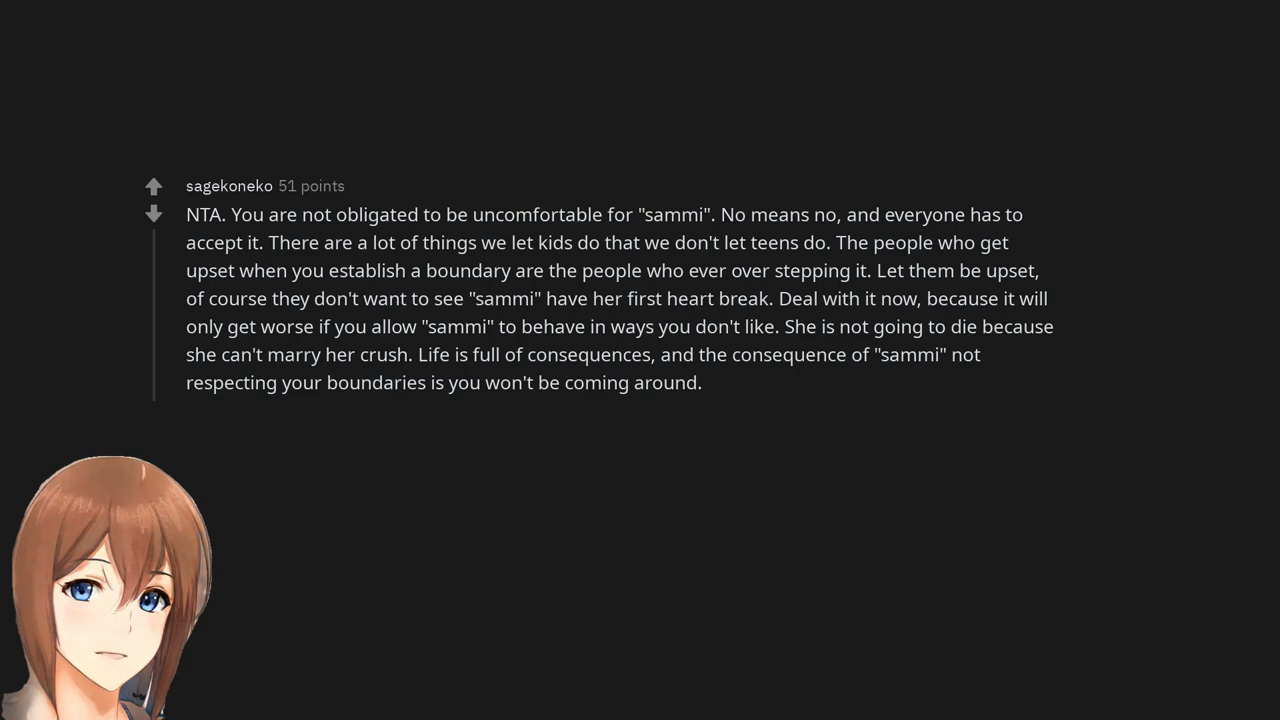 sagekoneko 51 points
NTA. You are not obligated to be uncomfortable for "sammi". No means no, and everyone has to
accept it. There are a lot of things we let kids do that we don't let teens do. The people who get
upset when you establish a boundary are the people who ever over stepping it. Let them be upset,
of course they don't want to see "sammi" have her first heart break. Deal with it now, because it will
only get worse if you allow "sammi" to behave in ways you don't like. She is not going to die because
she can't marry her crush. Life is full of consequences, and the consequence of "sammi" not
respecting your boundaries is you won't be coming around.